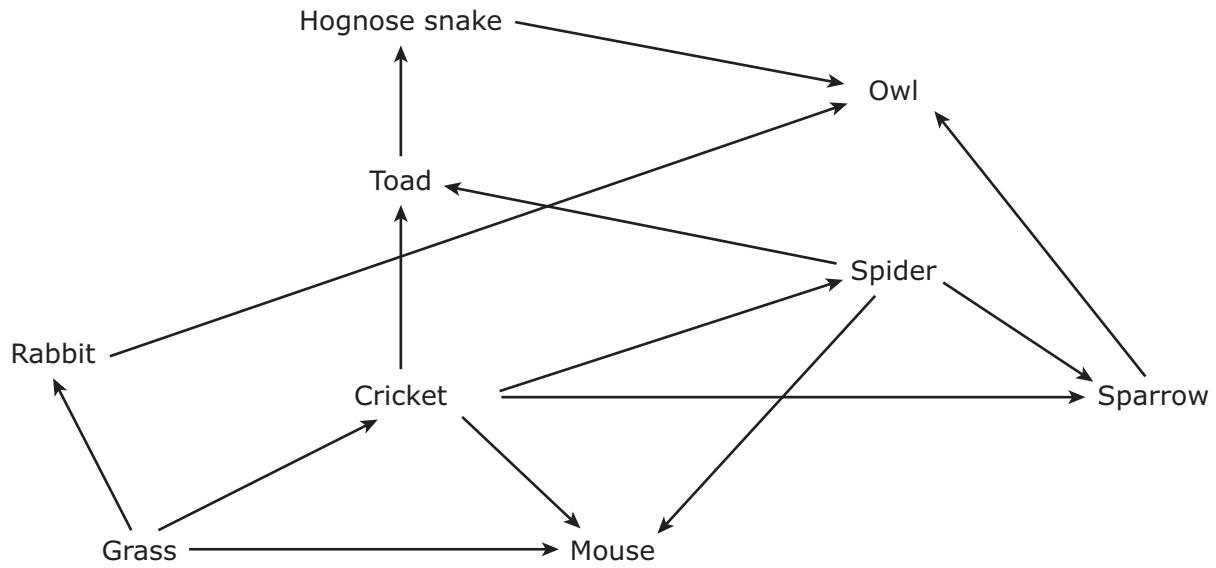 Hognose snake
Owl
Toad
Spider
Rabbit
Cricket
Sparrow
Grass
Mouse